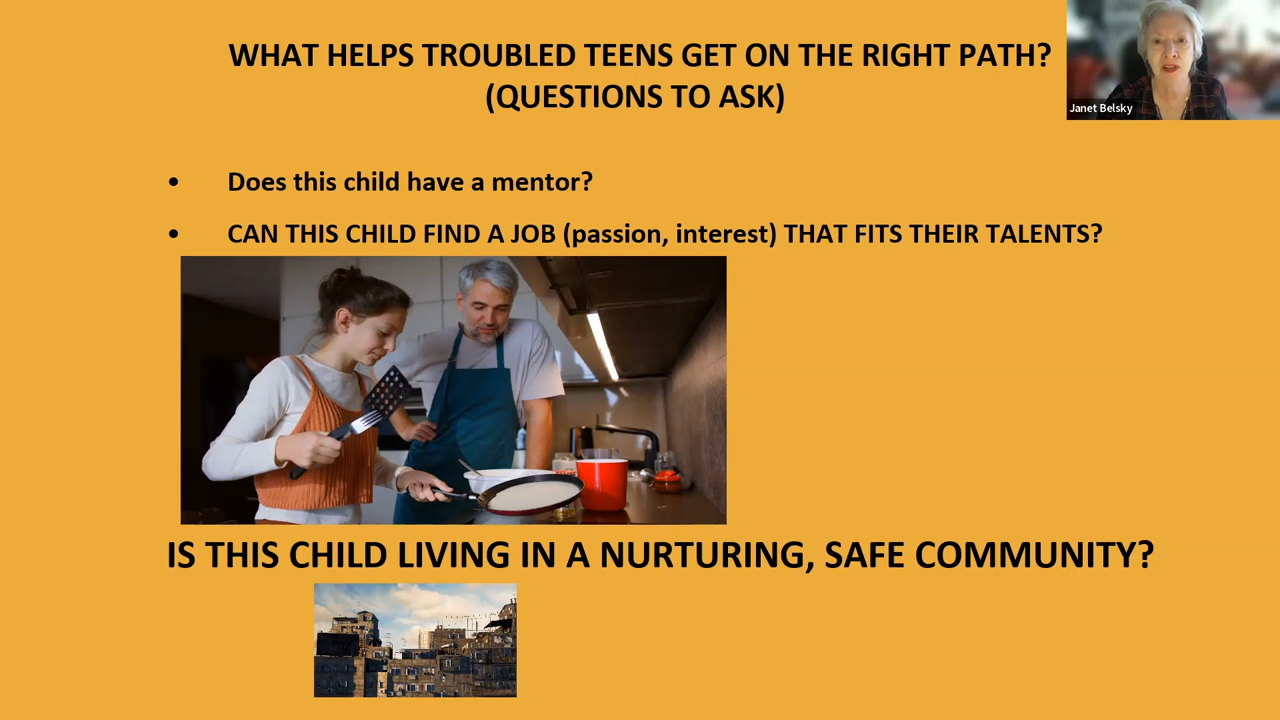 WHAT HELPS TROUBLED TEENS GET ON THE RIGHT PATH?
(QUESTIONS TO ASK)
Janet Belsky
• Does this child have a mentor?
• CAN THIS CHILD FIND A JOB (passion, interest) THAT FITS THEIR TALENTS?
IS THIS CHILD LIVING IN A NURTURING, SAFE COMMUNITY?